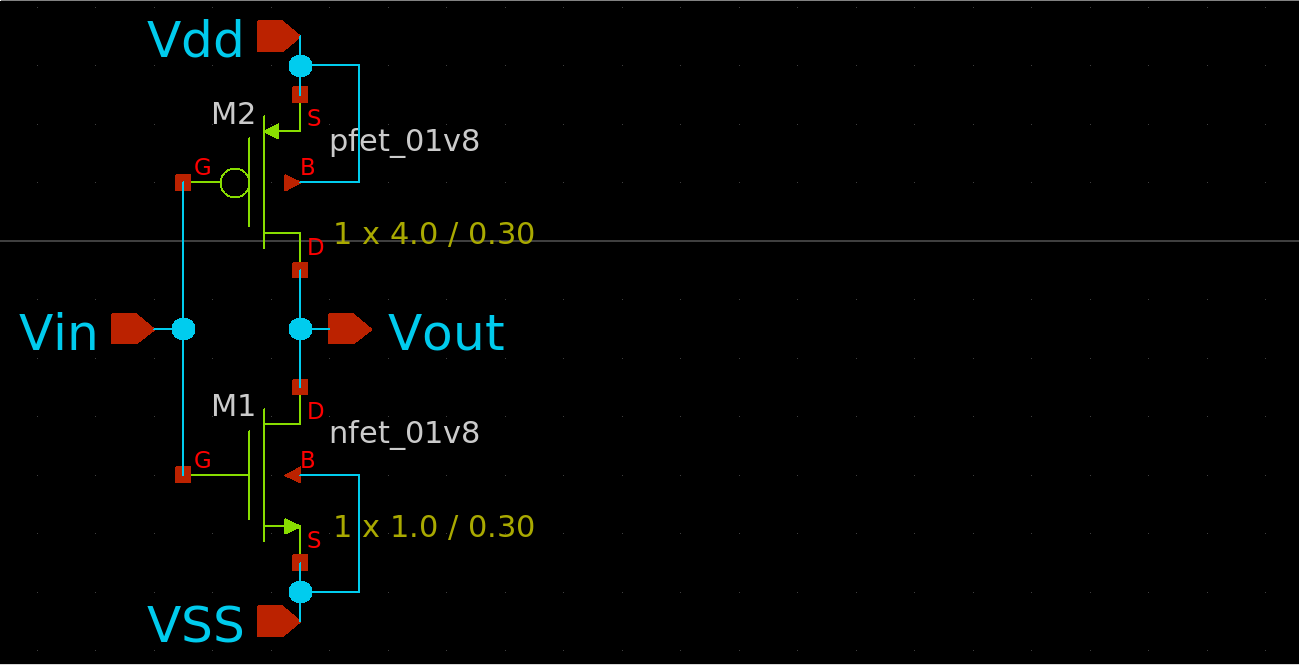 Vdd
M2
S
pfet_01v8
G
B
1 x 4.0 / 0.30
D
Vin
Vout
M1
D
nfet_01v8
G
B
1 x 1.0 / 0.30
S
VSS